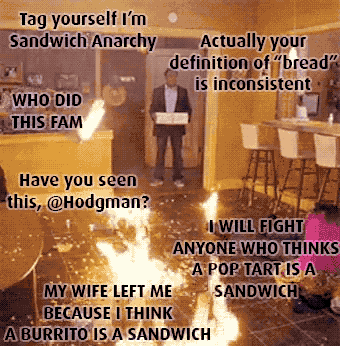 Tag yourself I'm
Sandwich Anarchy
Actually your
definition of "bread"
is inconsistent
WHO DID
THIS FAM
Have you seen
this, @Hodgman?
I WILL FIGHT
ANYONE WHO THINKS
A POP TART IS A
SANDWICH
MY WIFE LEFT ME
BECAUSE I THINK
A BURRITO IS A SANDWICH